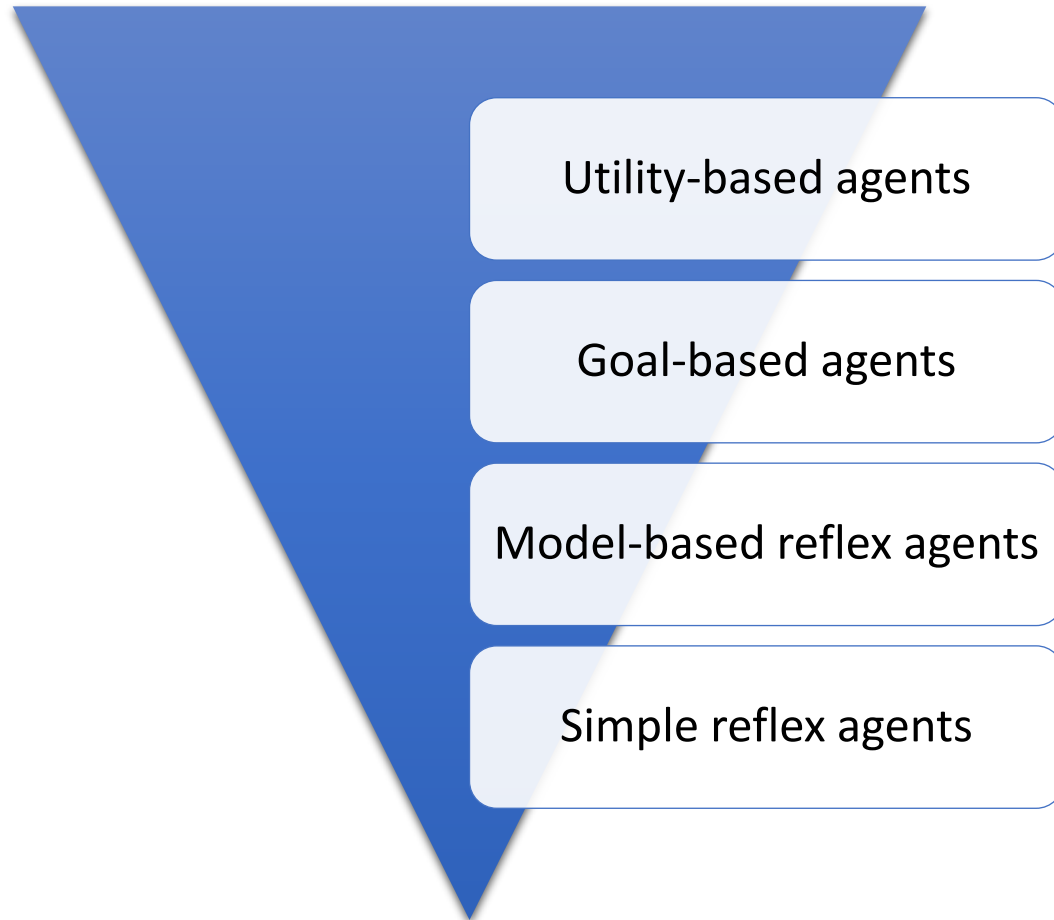 Utility-based agents
Goal-based agents
Model-based reflex agents
Simple reflex agents